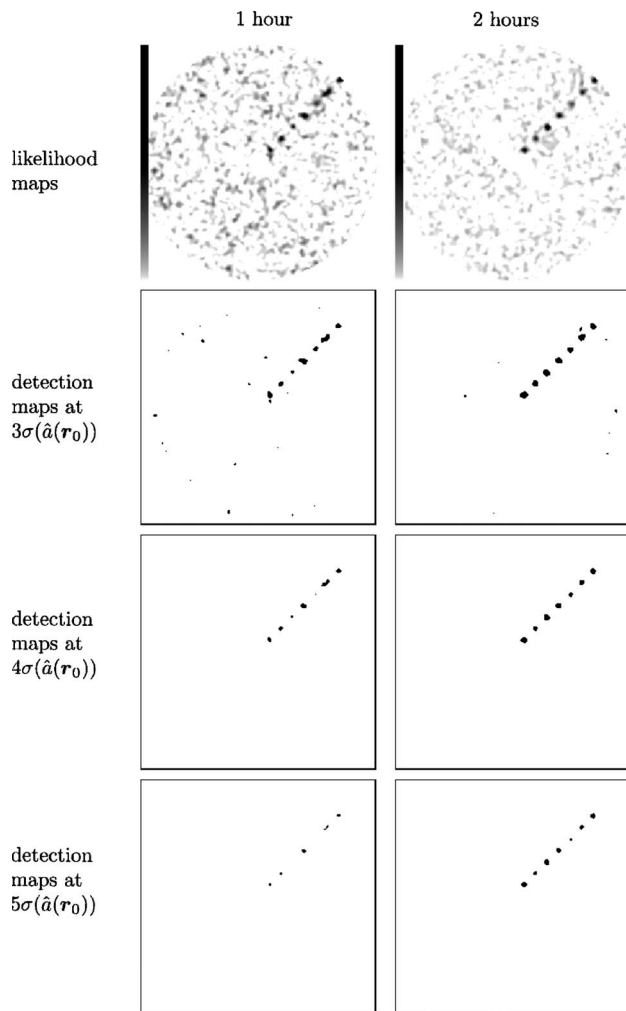 1 hour
2 hours
likelihood
maps
detection
maps at
3σ(â(r₀))
detection
maps at
4σ(â(r₀))
detection
maps at
5σ(â(r₀))